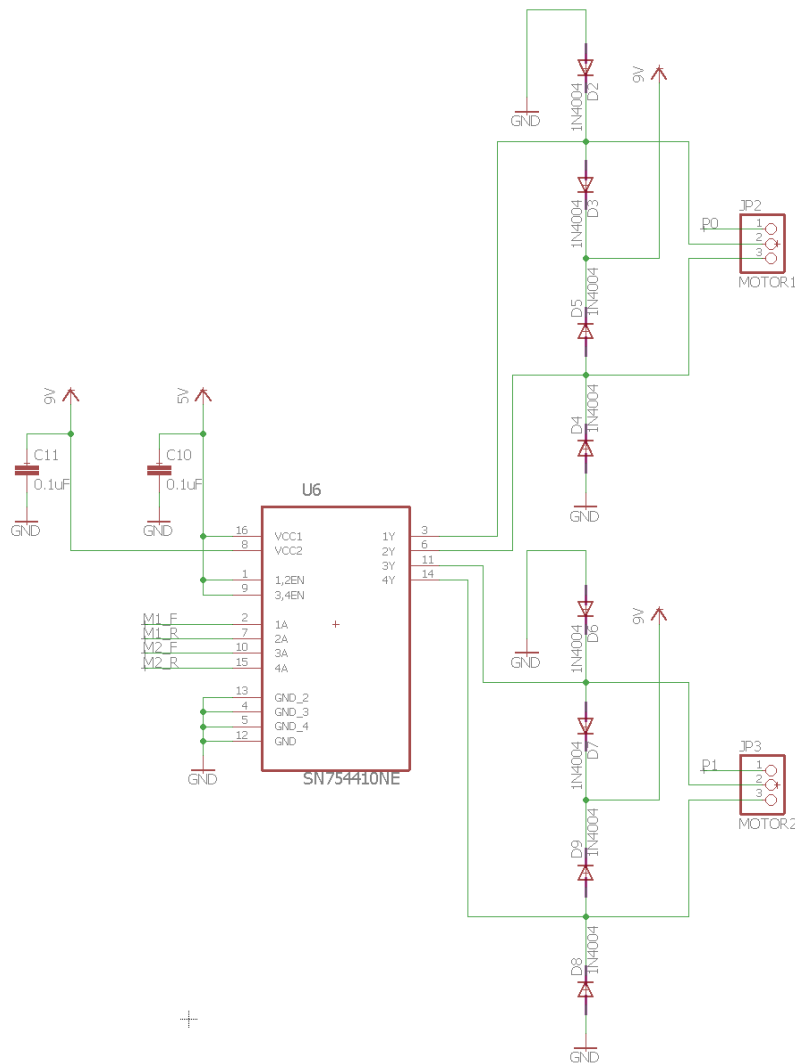 GND
D2
1N4004
9V
D3
1N4004
P0
JP2
1
2
3
MOTOR1
D5
1N4004
D4
1N4004
GND
9V
5V
C11
0.1uF
GND
C10
0.1uF
GND
U6
16 VCC1 1Y 3
8 VCC2 2Y 6
3Y 11
1 1,2EN 4Y 14
9 3,4EN
M1_F 2 1A
M1_R 7 2A
M2_F 10 3A
M2_R 15 4A
13 GND_2
4 GND_3
5 GND_4
12 GND
GND
SN754410NE
GND
D6
1N4004
9V
D7
1N4004
P1
JP3
1
2
3
MOTOR2
D9
1N4004
D8
1N4004
GND